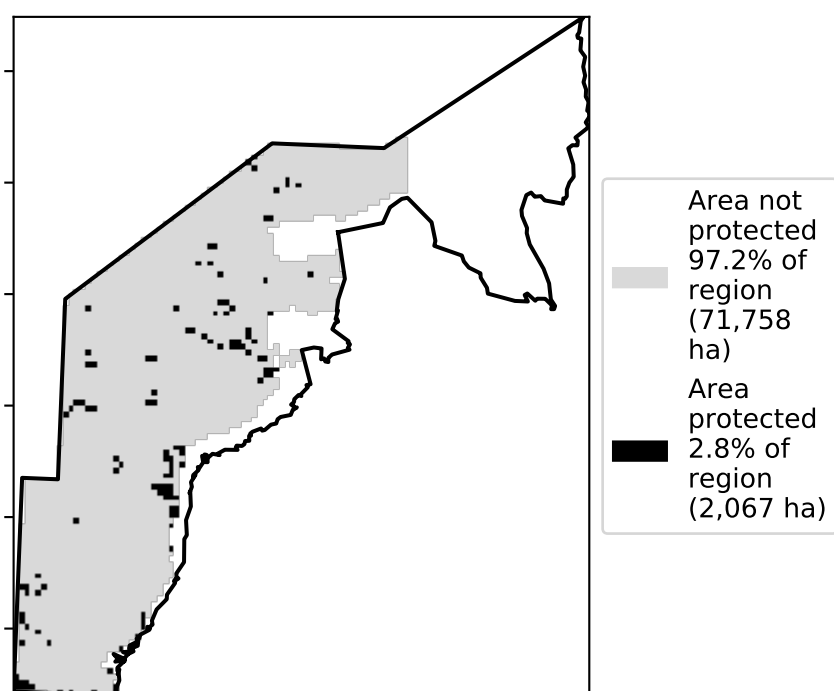 Area not
protected
97.2% of
region
(71,758
ha)
Area
protected
2.8% of
region
(2,067 ha)